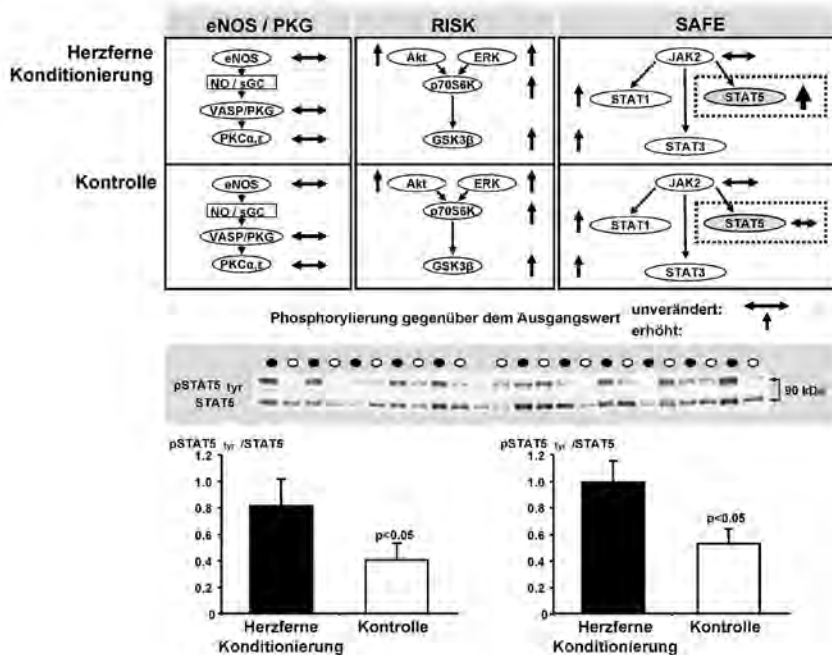 eNOS / PKG
RISK
SAFE
Herzferne
Konditionierung
eNOS
NO / sGC
VASP/PKG
PKCα,ε
Akt
ERK
p70S6K
GSK3β
JAK2
STAT1
STAT5
STAT3
Kontrolle
eNOS
NO / sGC
VASP/PKG
PKCα,ε
Akt
ERK
p70S6K
GSK3β
JAK2
STAT1
STAT5
STAT3
Phosphorylierung gegenüber dem Ausgangswert
unverändert:
erhöht:
pSTAT5 tyr
STAT5
90 kDa
pSTAT5 tyr /STAT5
1.2
1.0
0.8
0.6
0.4
0.2
0
p<0.05
Herzferne
Konditionierung
Kontrolle
pSTAT5 tyr /STAT5
1.2
1.0
0.8
0.6
0.4
0.2
0
p<0.05
Herzferne
Konditionierung
Kontrolle